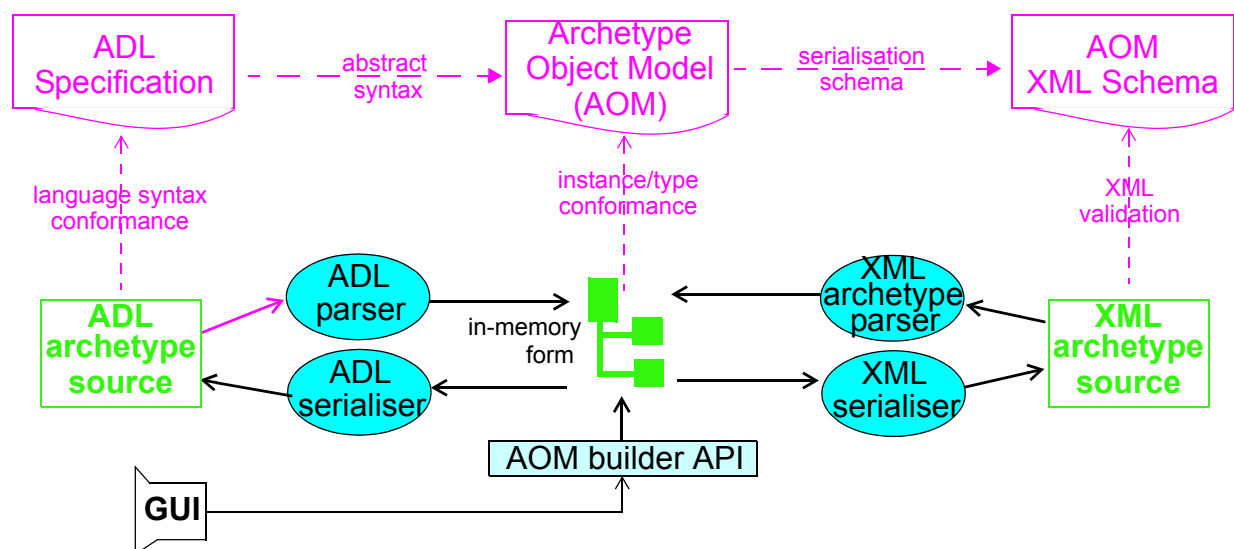 ADL
Specification
abstract
syntax
Archetype
Object Model
(AOM)
serialisation
schema
AOM
XML Schema
language syntax
conformance
instance/type
conformance
XML
validation
ADL
archetype
source
ADL
parser
in-memory
form
XML
archetype
parser
XML
archetype
source
ADL
serialiser
XML
serialiser
AOM builder API
GUI